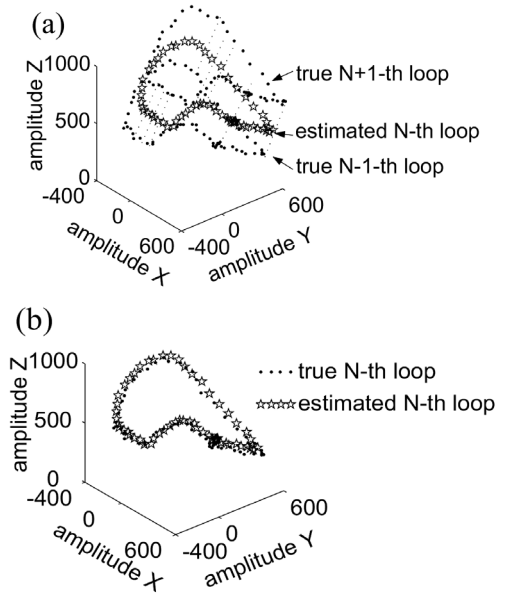 (a)
amplitude Z
1000
500
0
-400
0
600
amplitude X
-400
0
600
amplitude Y
true N+1-th loop
estimated N-th loop
true N-1-th loop
(b)
amplitude Z
1000
500
0
-400
0
600
amplitude X
-400
0
600
amplitude Y
true N-th loop
estimated N-th loop